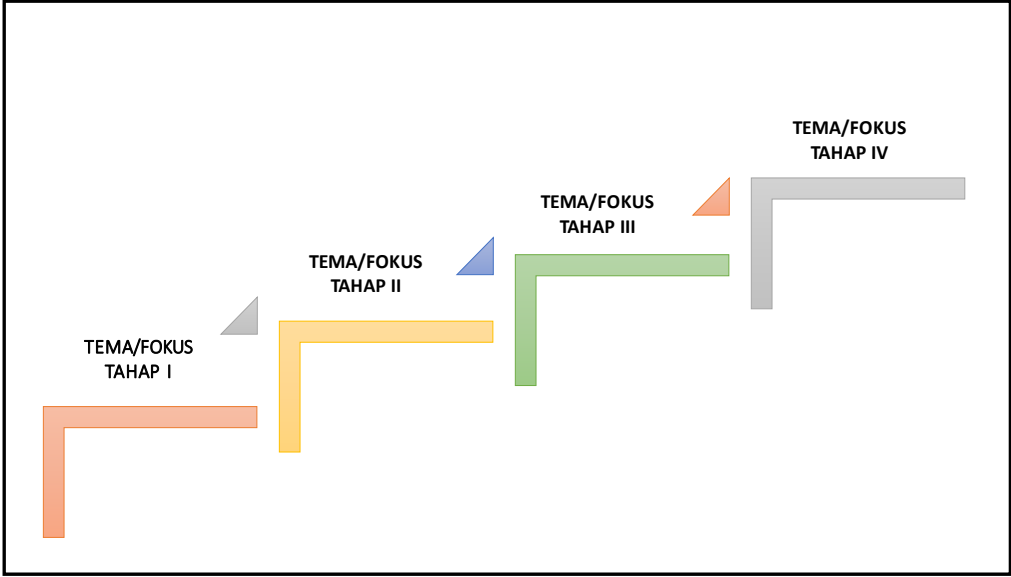 TEMA/FOKUS
TAHAP I
TEMA/FOKUS
TAHAP II
TEMA/FOKUS
TAHAP III
TEMA/FOKUS
TAHAP IV